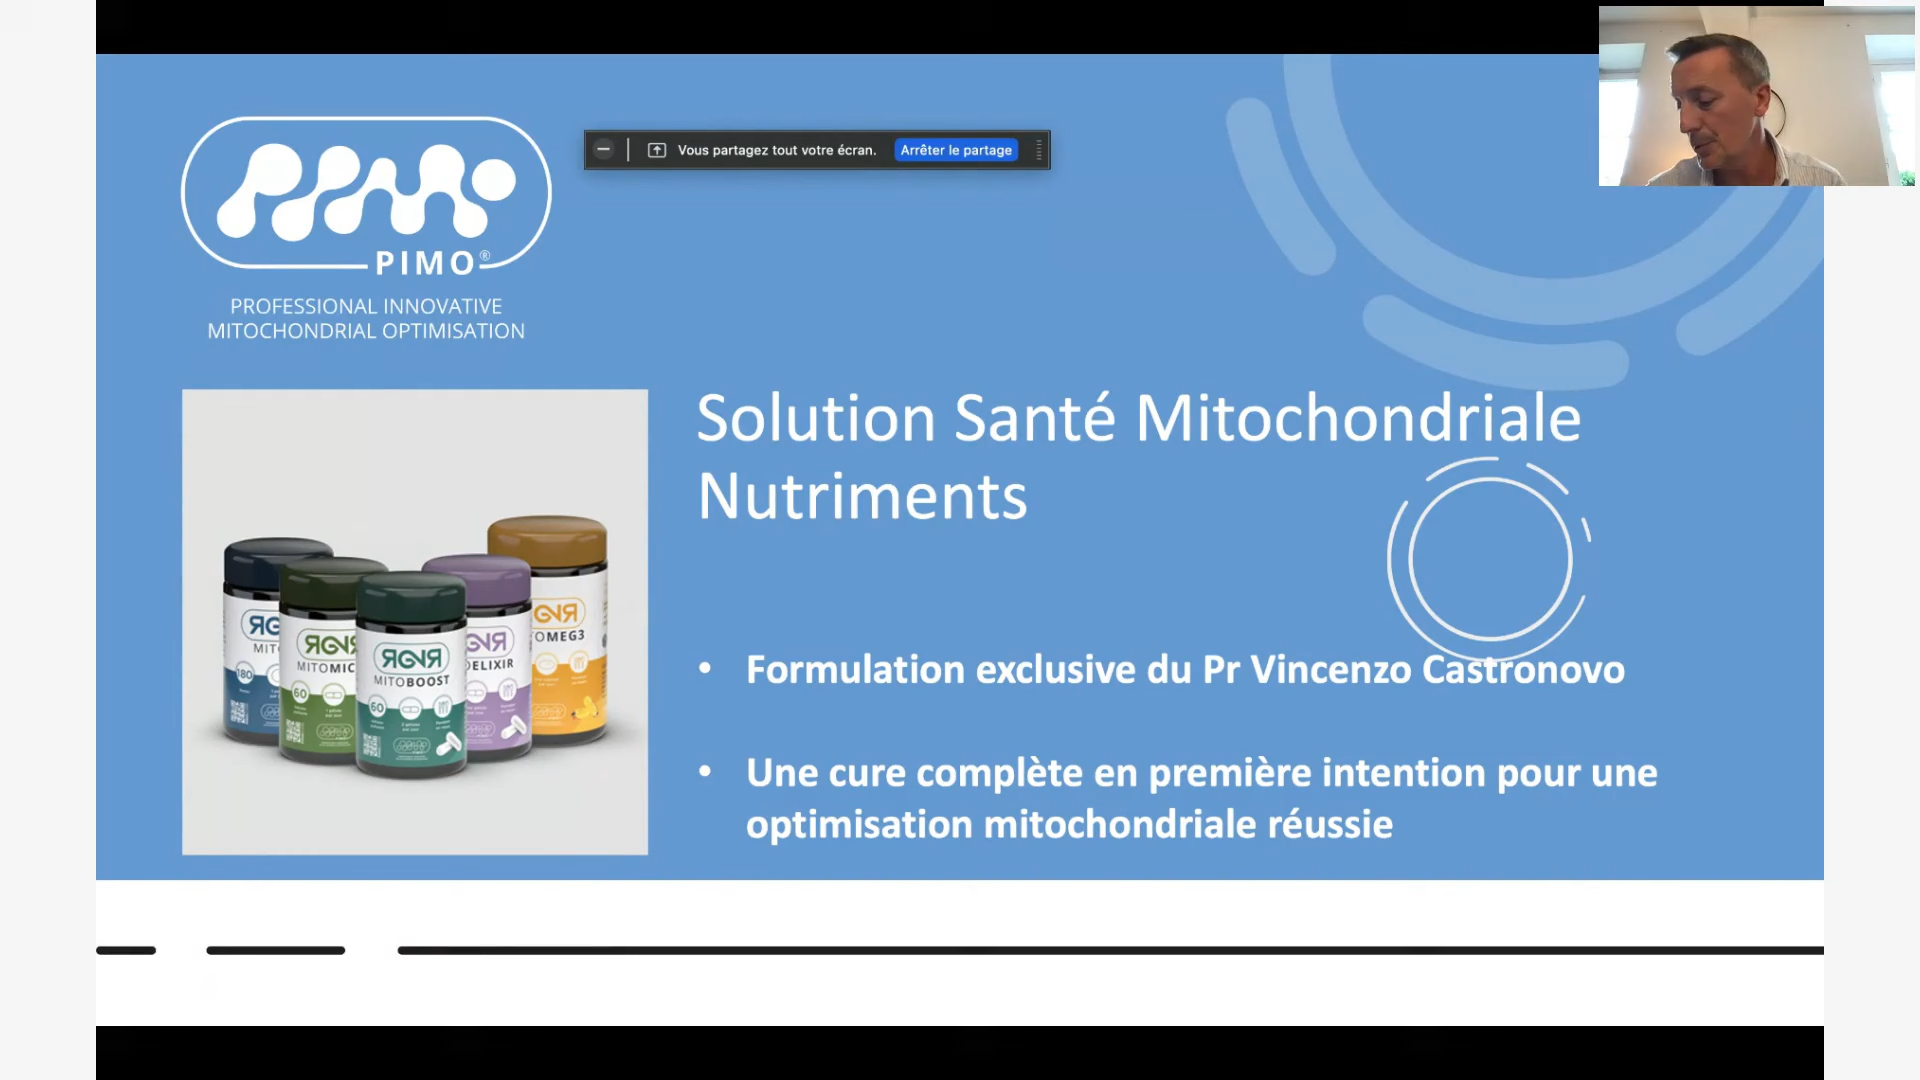 Vous partagez tout votre écran. Arrêter le partage
PIMO®
PROFESSIONAL INNOVATIVE
MITOCHONDRIAL OPTIMISATION
Solution Santé Mitochondriale
Nutriments
MITOBOOST
60
60
180
ELIXIR
OMEG3
MITOMIC
MIT
• Formulation exclusive du Pr Vincenzo Castronovo
• Une cure complète en première intention pour une
optimisation mitochondriale réussie